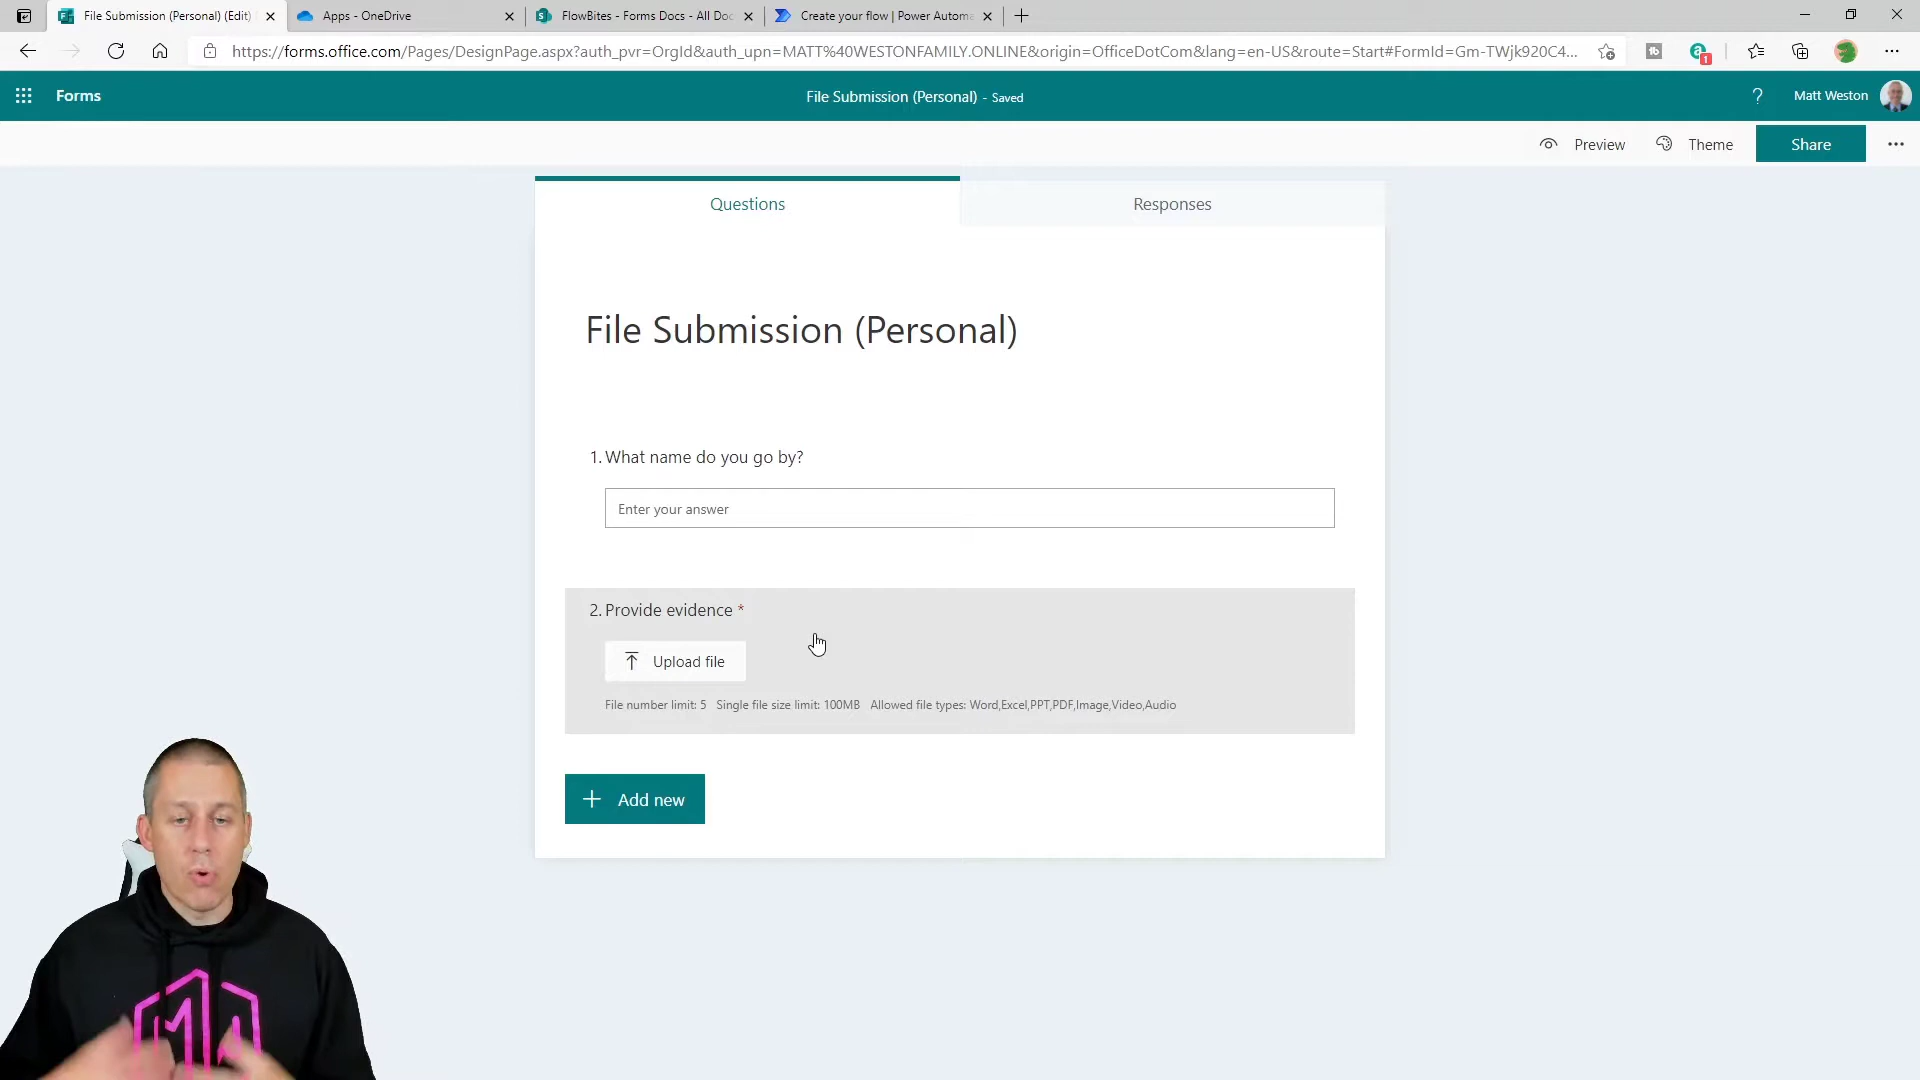 File Submission (Personal) (Edit)
Apps - OneDrive
FlowBites - Forms Docs - All Doc
Create your flow | Power Automa
https://forms.office.com/Pages/DesignPage.aspx?auth_pvr=OrgId&auth_upn=MATT%40WESTONFAMILY.ONLINE&origin=OfficeDotCom&lang=en-US&route=Start#FormId=Gm-TWjk920C4...
1
Forms
File Submission (Personal) - Saved
? Matt Weston
Preview
Theme
Share
Questions
Responses
File Submission (Personal)
1. What name do you go by?
Enter your answer
2. Provide evidence *
Upload file
File number limit: 5 Single file size limit: 100MB Allowed file types: Word,Excel,PPT,PDF,Image,Video,Audio
Add new